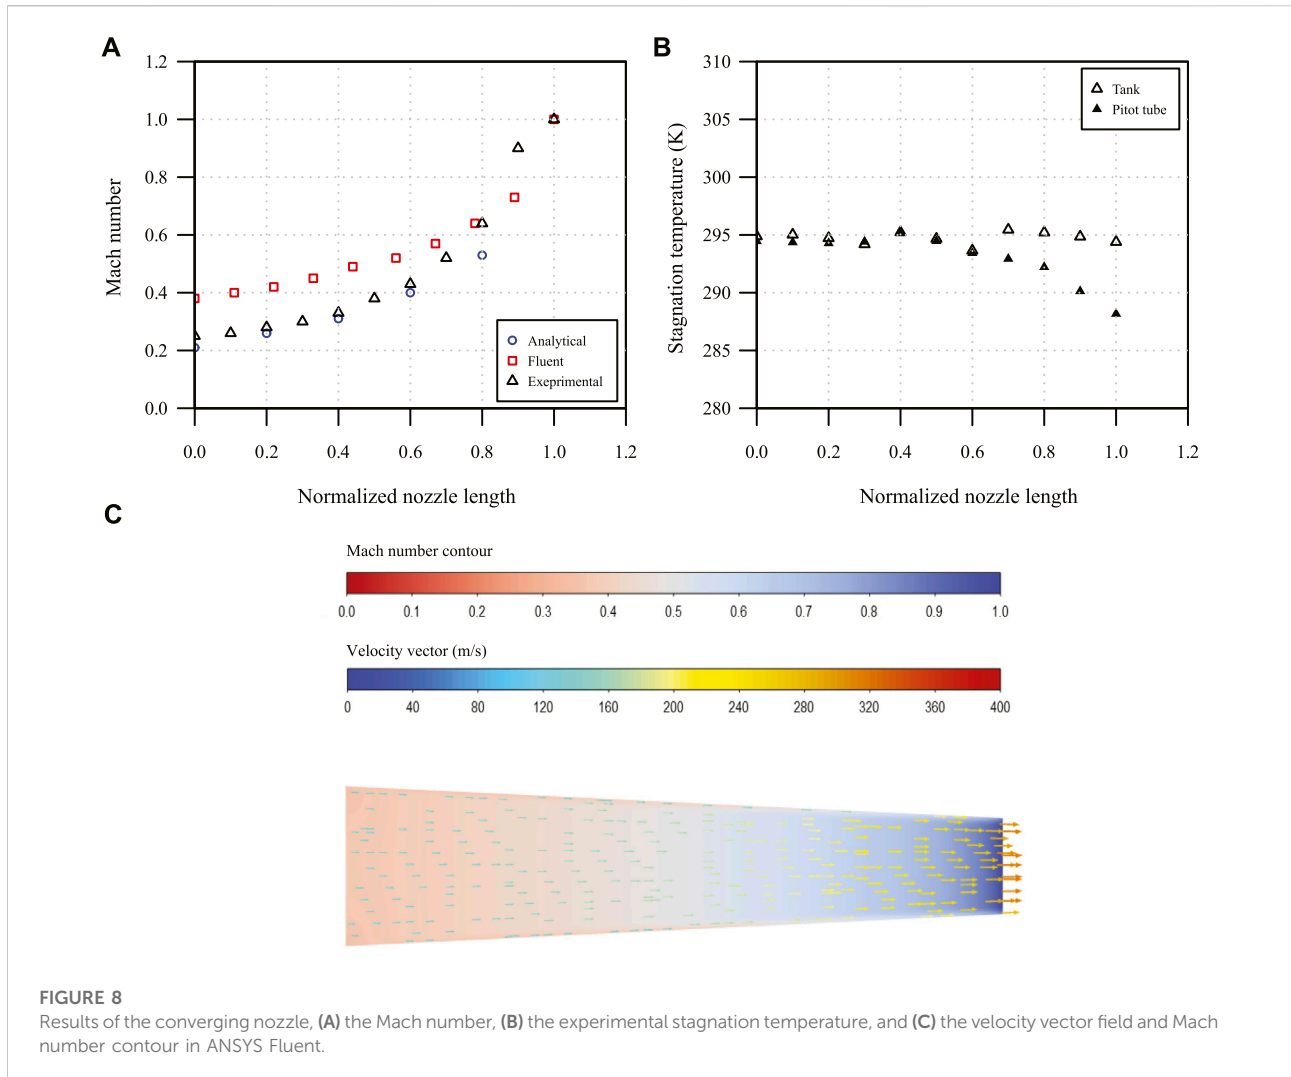 A
Mach number
1.2
1.0
0.8
0.6
0.4
0.2
0.0
Analytical
Fluent
Exeprimental
0.0 0.2 0.4 0.6 0.8 1.0 1.2
Normalized nozzle length
B
Stagnation temperature (K)
310
305
300
295
290
285
280
Tank
Pitot tube
0.0 0.2 0.4 0.6 0.8 1.0 1.2
Normalized nozzle length
C
Mach number contour
0.0 0.1 0.2 0.3 0.4 0.5 0.6 0.7 0.8 0.9 1.0
Velocity vector (m/s)
0 40 80 120 160 200 240 280 320 360 400
FIGURE 8
Results of the converging nozzle, (A) the Mach number, (B) the experimental stagnation temperature, and (C) the velocity vector field and Mach
number contour in ANSYS Fluent.